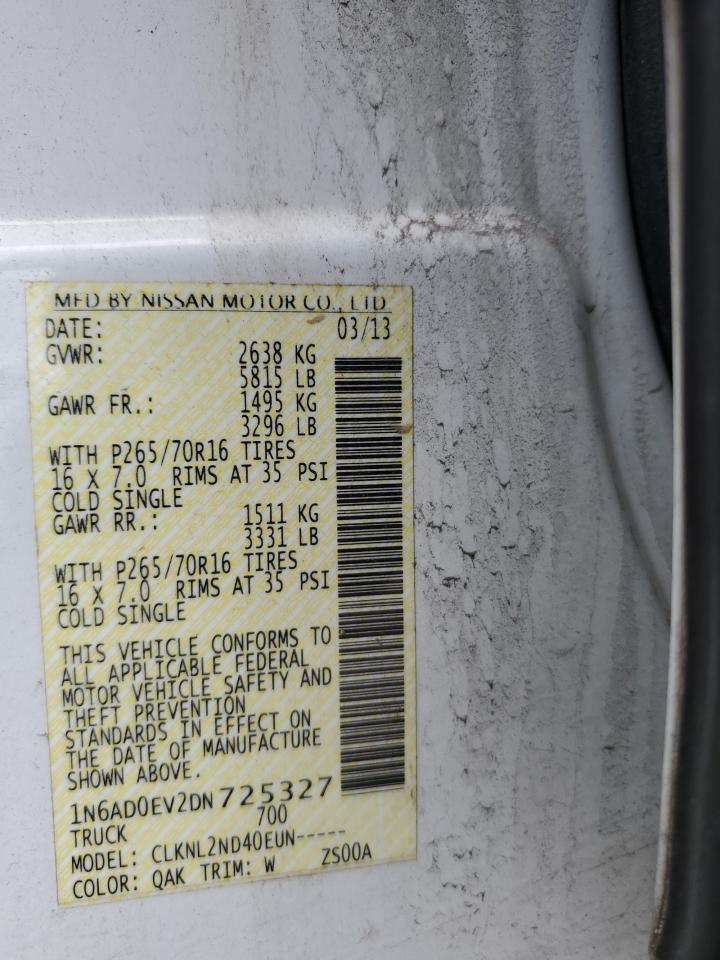 MFD BY NISSAN MOTOR CO., LTD
DATE: 03/13
GVWR: 2638 KG
5815 LB
GAWR FR.: 1495 KG
3296 LB
WITH P265/70R16 TIRES
16 X 7.0 RIMS AT 35 PSI
COLD SINGLE
GAWR RR.: 1511 KG
3331 LB
WITH P265/70R16 TIRES
16 X 7.0 RIMS AT 35 PSI
COLD SINGLE
THIS VEHICLE CONFORMS TO
ALL APPLICABLE FEDERAL
MOTOR VEHICLE SAFETY AND
THEFT PREVENTION
STANDARDS IN EFFECT ON
THE DATE OF MANUFACTURE
SHOWN ABOVE.
1N6AD0EV2DN725327
TRUCK 700
MODEL: CLKNL2ND40EUN-----
COLOR: QAK TRIM: W ZS00A